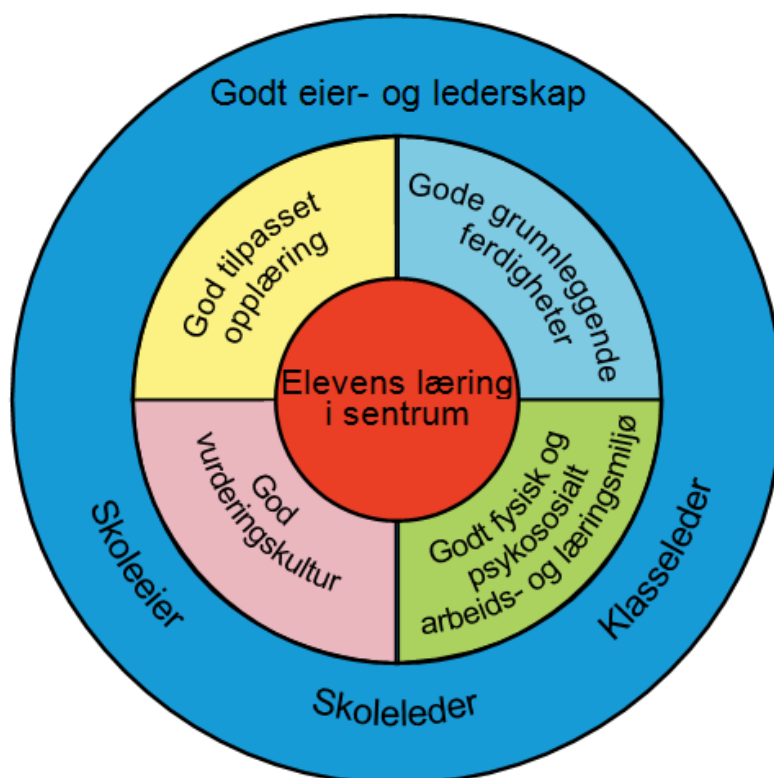 Godt eier- og lederskap
God tilpasset
opplæring
Gode grunnleggende
ferdigheter
Elevens læring
i sentrum
God
vurderingskultur
Godt fysisk og
psykososialt
arbeids- og læringsmiljø
Skoleeier
Skoleleder
Klasseleder